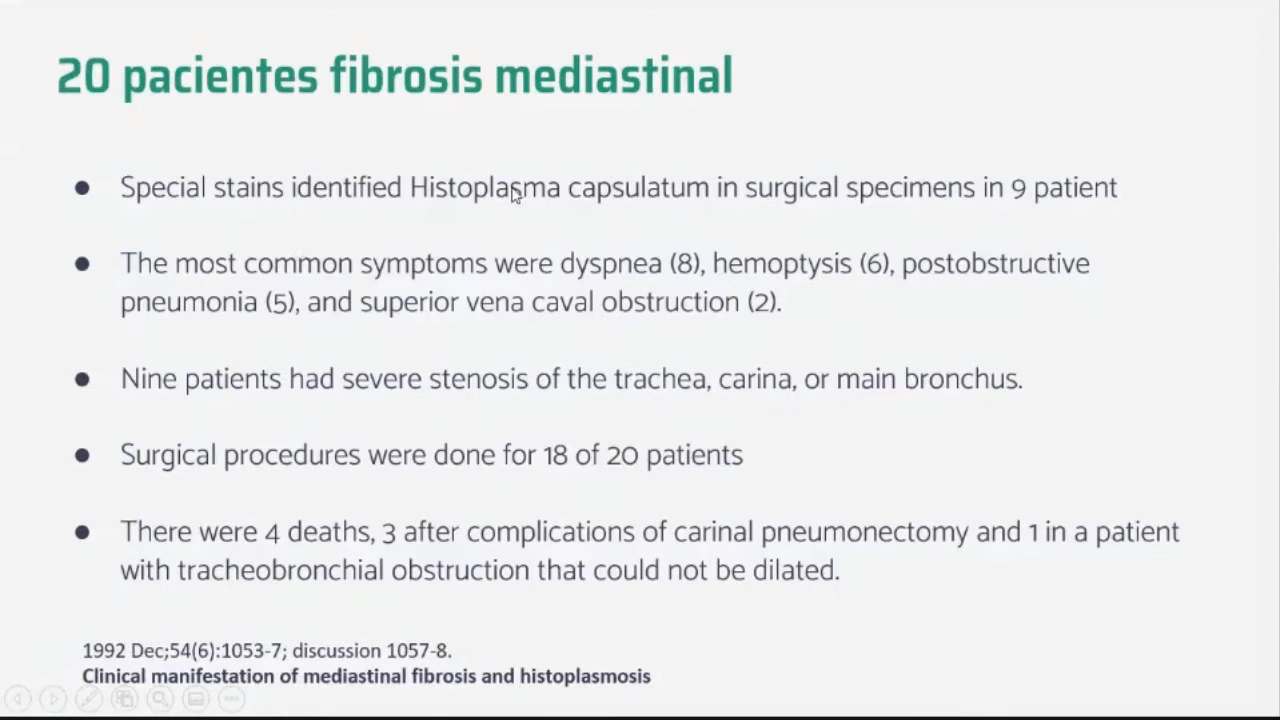 20 pacientes fibrosis mediastinal
● Special stains identified Histoplasma capsulatum in surgical specimens in 9 patient
● The most common symptoms were dyspnea (8), hemoptysis (6), postobstructive
pneumonia (5), and superior vena caval obstruction (2).
● Nine patients had severe stenosis of the trachea, carina, or main bronchus.
● Surgical procedures were done for 18 of 20 patients
● There were 4 deaths, 3 after complications of carinal pneumonectomy and 1 in a patient
with tracheobronchial obstruction that could not be dilated.
1992 Dec;54(6):1053-7; discussion 1057-8.
Clinical manifestation of mediastinal fibrosis and histoplasmosis